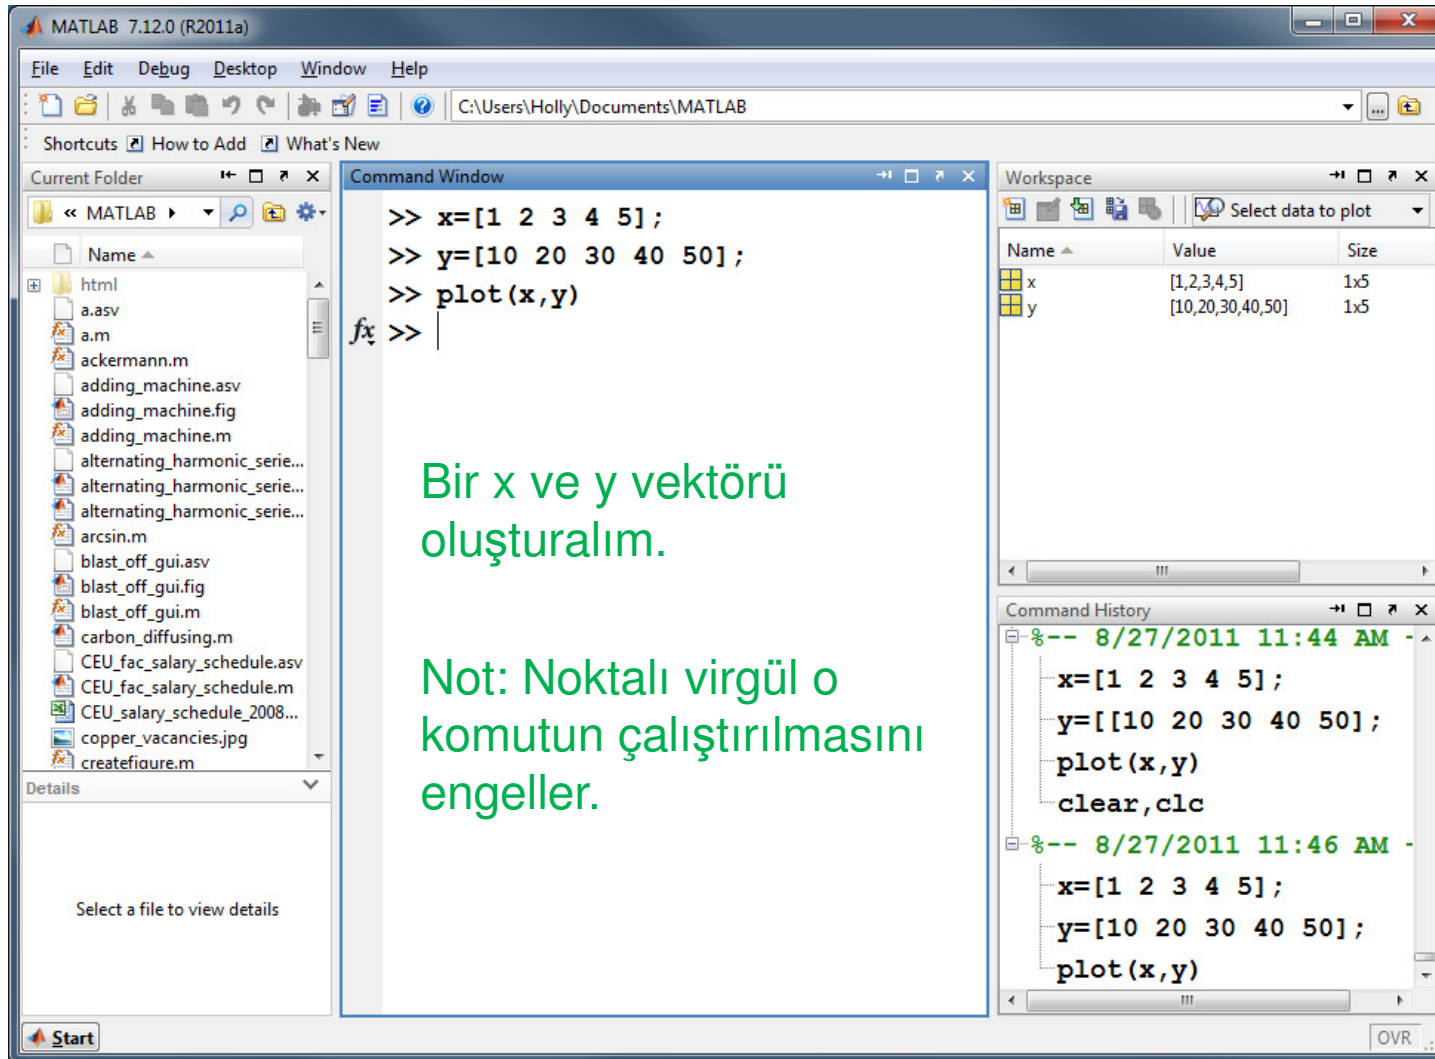 MATLAB 7.12.0 (R2011a)
File Edit Debug Desktop Window Help
C:\Users\Holly\Documents\MATLAB
Shortcuts How to Add What's New
Current Folder
« MATLAB
Name
html
a.asv
a.m
ackermann.m
adding_machine.asv
adding_machine.fig
adding_machine.m
alternating_harmonic_serie...
alternating_harmonic_serie...
alternating_harmonic_serie...
arcsin.m
blast_off_gui.asv
blast_off_gui.fig
blast_off_gui.m
carbon_diffusing.m
CEU_fac_salary_schedule.asv
CEU_fac_salary_schedule.m
CEU_salary_schedule_2008...
copper_vacancies.jpg
createfigure.m
Details
Select a file to view details
Command Window
>> x=[1 2 3 4 5];
>> y=[10 20 30 40 50];
>> plot(x,y)
fx >>
Bir x ve y vektörü
oluşturalım.
Not: Noktalı virgül o
komutun çalıştırılmasını
engeller.
Workspace
Select data to plot
Name Value Size
x [1,2,3,4,5] 1x5
y [10,20,30,40,50] 1x5
Command History
%-- 8/27/2011 11:44 AM -
x=[1 2 3 4 5];
y=[[10 20 30 40 50];
plot(x,y)
clear,clc
%-- 8/27/2011 11:46 AM -
x=[1 2 3 4 5];
y=[10 20 30 40 50];
plot(x,y)
Start
OVR